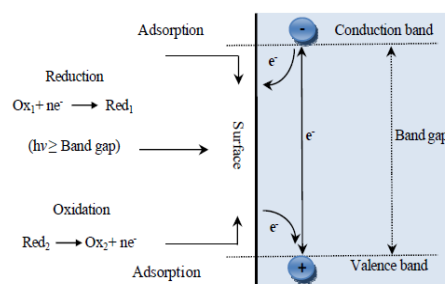 Adsorption
Conduction band
-
e⁻
Reduction
Ox₁+ ne⁻ → Red₁
(hν ≥ Band gap)
Surface
e⁻
Band gap
Oxidation
Red₂ → Ox₂+ ne⁻
e⁻
+
Valence band
Adsorption